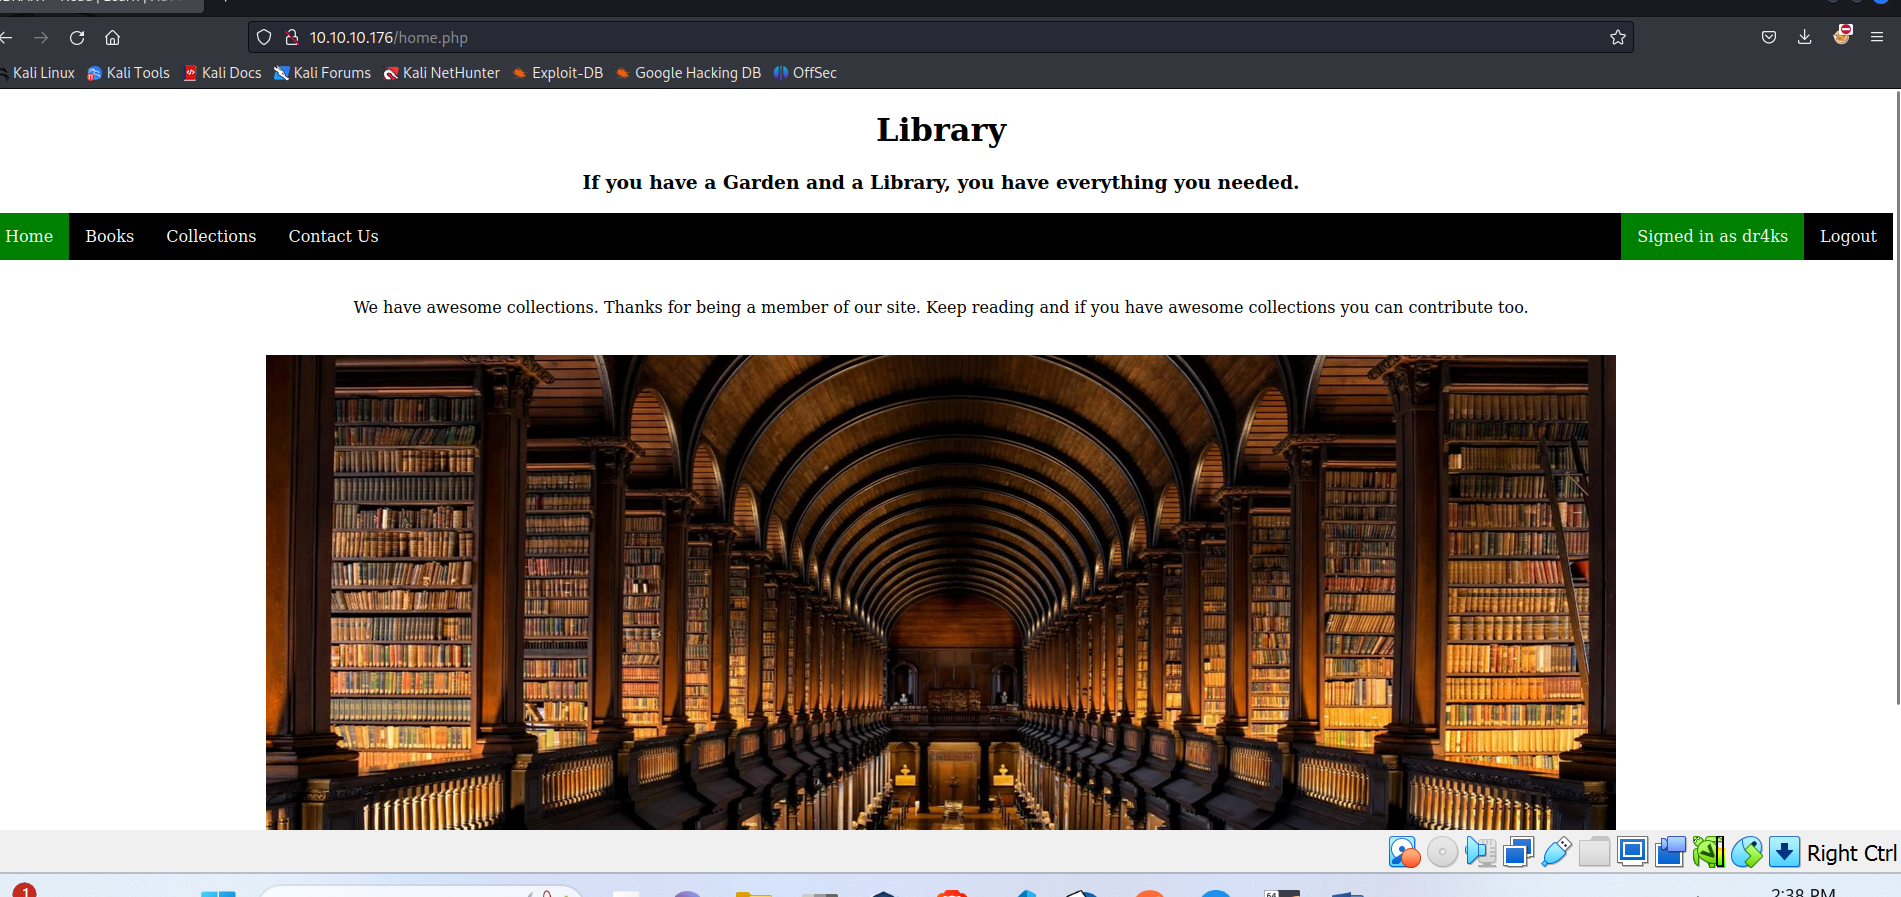 10.10.10.176/home.php
Kali Linux Kali Tools Kali Docs Kali Forums Kali NetHunter Exploit-DB Google Hacking DB OffSec
Library
If you have a Garden and a Library, you have everything you needed.
Home Books Collections Contact Us Signed in as dr4ks Logout
We have awesome collections. Thanks for being a member of our site. Keep reading and if you have awesome collections you can contribute too.
Right Ctrl
1
64
2:38 PM